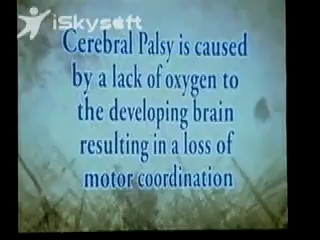 iSkysoft
Cerebral Palsy is caused
by a lack of oxygen to
the developing brain
resulting in a loss of
motor coordination